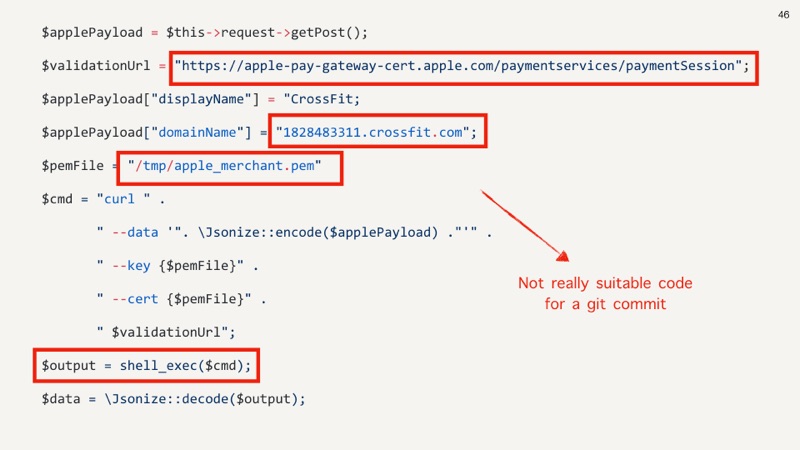 46
$applePayload = $this->request->getPost();
$validationUrl = "https://apple-pay-gateway-cert.apple.com/paymentservices/paymentSession";
$applePayload["displayName"] = "CrossFit;
$applePayload["domainName"] = "1828483311.crossfit.com";
$pemFile = "/tmp/apple_merchant.pem"
$cmd = "curl " .
" --data '". \Jsonize::encode($applePayload) ."'" .
" --key {$pemFile}" .
" --cert {$pemFile}" .
" $validationUrl";
Not really suitable code
for a git commit
$output = shell_exec($cmd);
$data = \Jsonize::decode($output);